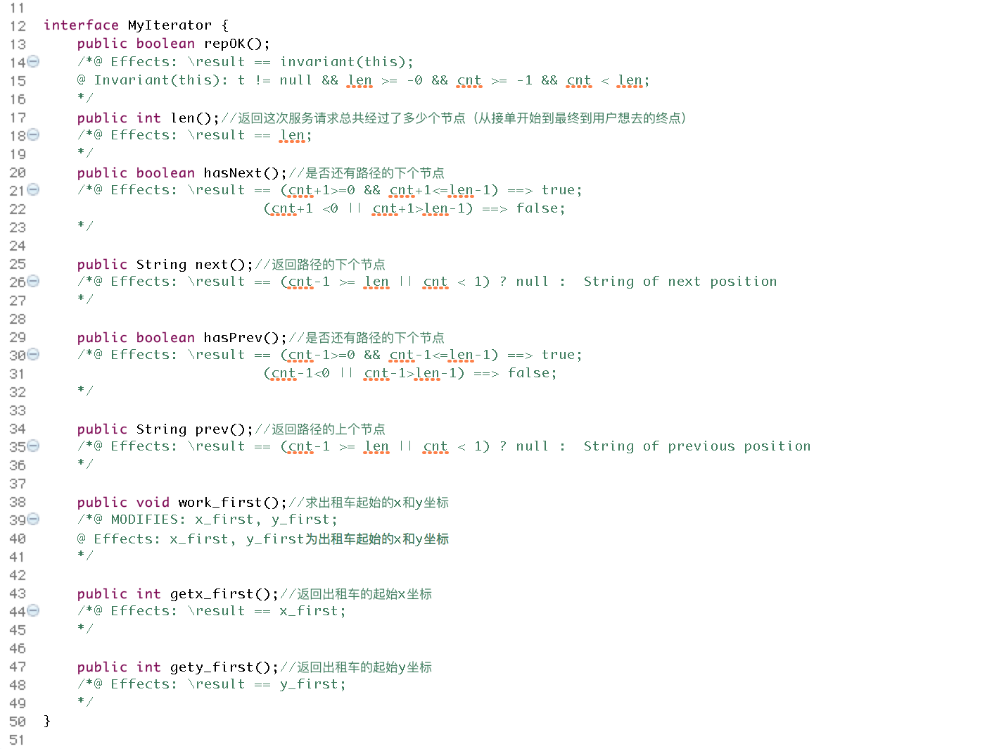 11
12 interface MyIterator {
13 public boolean repOK();
14 /*@ Effects: \result == invariant(this);
15 @ Invariant(this): t != null && len >= -0 && cnt >= -1 && cnt < len;
16 */
17 public int len();//返回这次服务请求总共经过了多少个节点（从接单开始到最终到用户想去的终点）
18 /*@ Effects: \result == len;
19 */
20 public boolean hasNext();//是否还有路径的下个节点
21 /*@ Effects: \result == (cnt+1>=0 && cnt+1<=len-1) ==> true;
22 (cnt+1 <0 || cnt+1>len-1) ==> false;
23 */
24
25 public String next();//返回路径的下个节点
26 /*@ Effects: \result == (cnt-1 >= len || cnt < 1) ? null :  String of next position
27 */
28
29 public boolean hasPrev();//是否还有路径的下个节点
30 /*@ Effects: \result == (cnt-1>=0 && cnt-1<=len-1) ==> true;
31 (cnt-1<0 || cnt-1>len-1) ==> false;
32 */
33
34 public String prev();//返回路径的上个节点
35 /*@ Effects: \result == (cnt-1 >= len || cnt < 1) ? null :  String of previous position
36 */
37
38 public void work_first();//求出租车起始的x和y坐标
39 /*@ MODIFIES: x_first, y_first;
40 @ Effects: x_first, y_first为出租车起始的x和y坐标
41 */
42
43 public int getx_first();//返回出租车的起始x坐标
44 /*@ Effects: \result == x_first;
45 */
46
47 public int gety_first();//返回出租车的起始y坐标
48 /*@ Effects: \result == y_first;
49 */
50 }
51